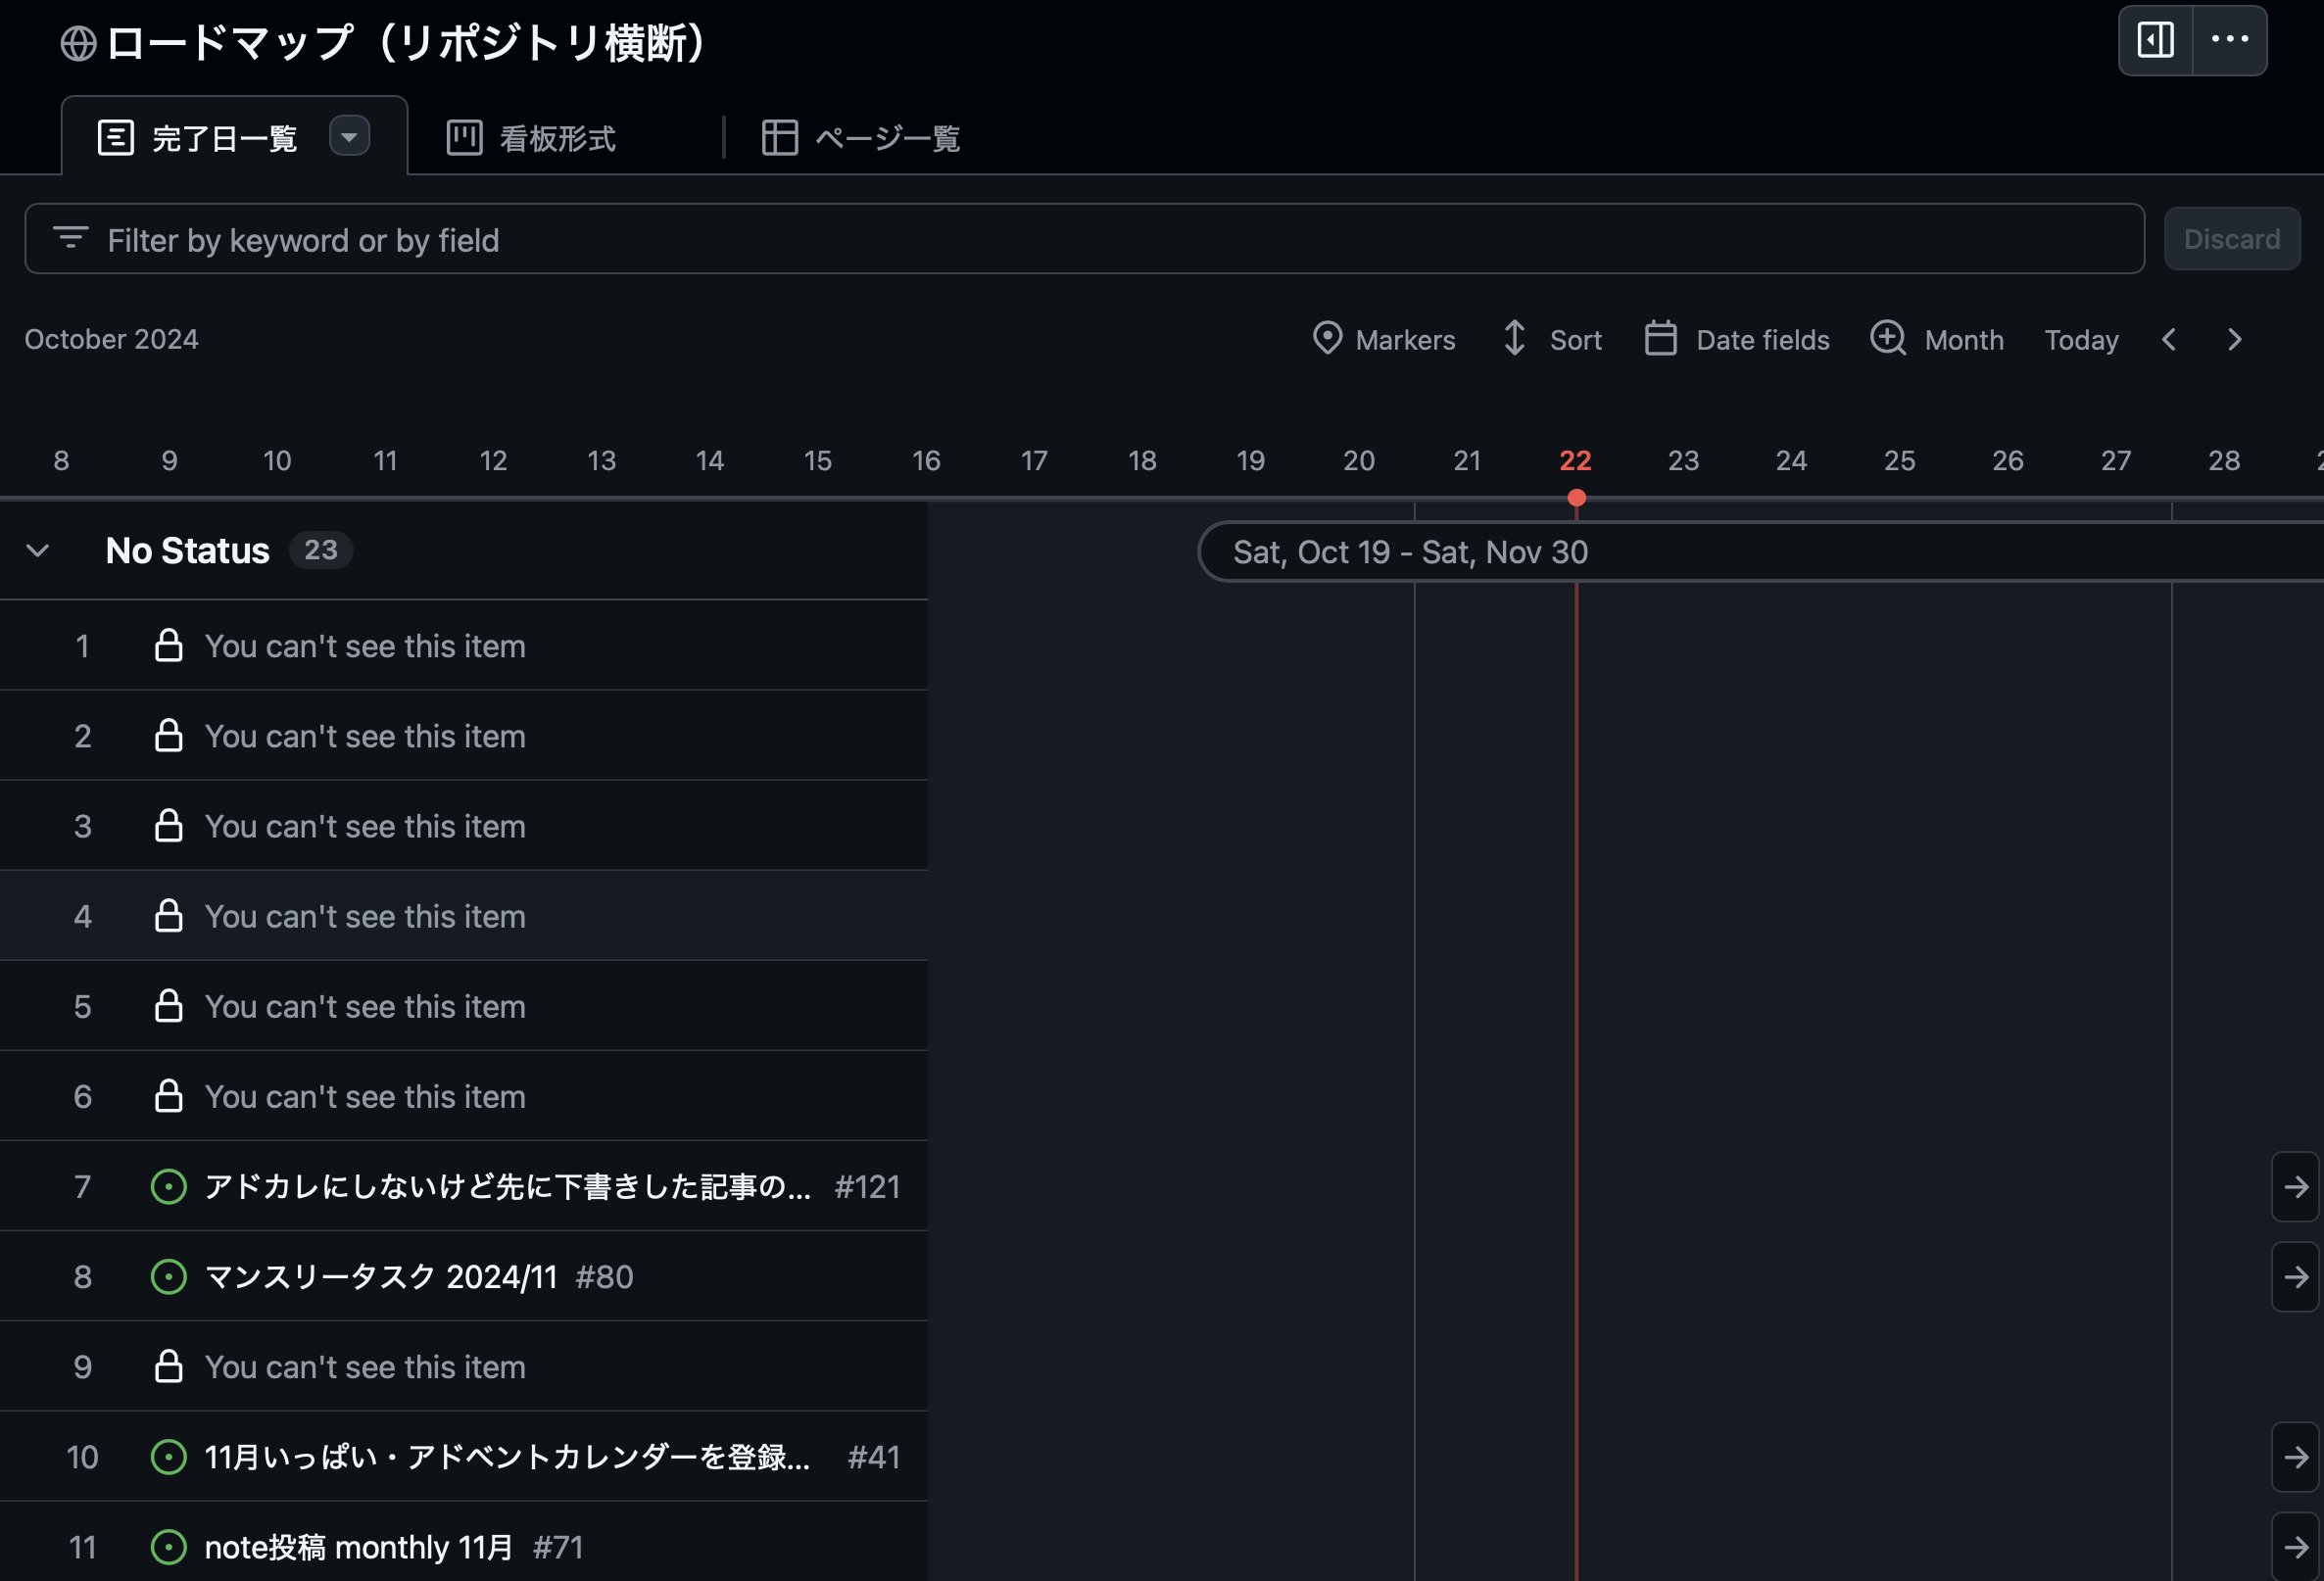 ロードマップ（リポジトリ横断）
完了日一覧 看板形式 ページ一覧
Filter by keyword or by field Discard
October 2024 Markers Sort Date fields Month Today
8 9 10 11 12 13 14 15 16 17 18 19 20 21 22 23 24 25 26 27 28
No Status 23 Sat, Oct 19 - Sat, Nov 30
1 You can't see this item
2 You can't see this item
3 You can't see this item
4 You can't see this item
5 You can't see this item
6 You can't see this item
7 アドカレにしないけど先に下書きした記事の... #121
8 マンスリータスク 2024/11 #80
9 You can't see this item
10 11月いっぱい・アドベントカレンダーを登録... #41
11 note投稿 monthly 11月 #71